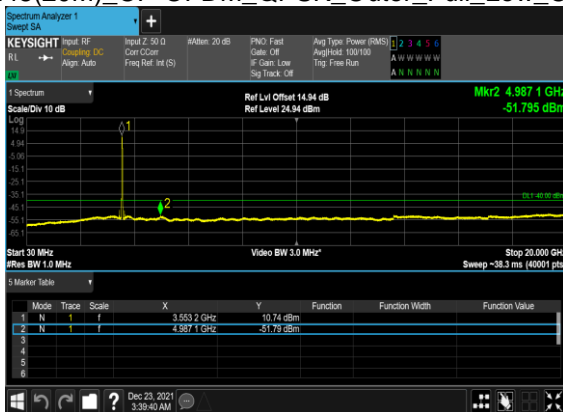 Spectrum Analyzer 1
Swept SA
KEYSIGHT Input: RF Input Z: 50 Ω #Atten: 20 dB PNO: Fast Avg Type: Power (RMS) 1 2 3 4 5 6
RL Coupling: DC Corr CCorr Gate: Off Avg|Hold: 100/100 A W W W W W
Align: Auto Freq Ref: Int (S) IF Gain: Low Trig: Free Run
Sig Track: Off A N N N N N
1 Spectrum Ref Lvl Offset 14.94 dB Mkr2 4.987 1 GHz
Scale/Div 10 dB Ref Level 24.94 dBm -51.795 dBm
Log
14.9
4.94
-5.06
-15.1
-25.1
-35.1
-45.1
-55.1
-65.1
1
2
DL1 -40.00 dBm
Start 30 MHz Video BW 3.0 MHz* Stop 20.000 GHz
#Res BW 1.0 MHz Sweep ~38.3 ms (40001 pts)
5 Marker Table
Mode Trace Scale X Y Function Function Width Function Value
1 N 1 f 3.553 2 GHz 10.74 dBm
2 N 1 f 4.987 1 GHz -51.79 dBm
3
4
5
6
? Dec 23, 2021
3:39:40 AM